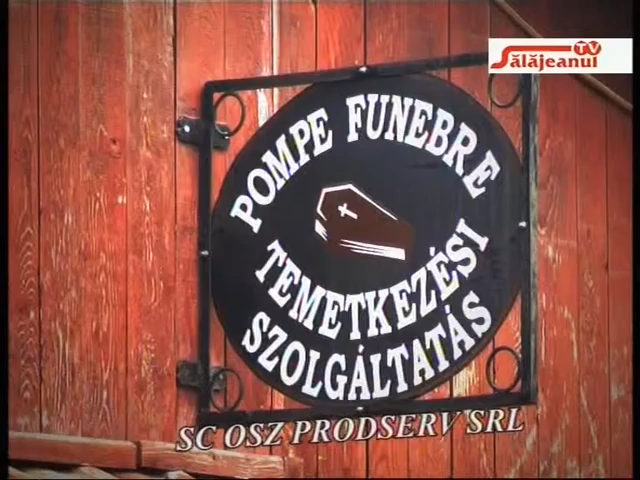 Sălăjeanul TV
POMPE FUNEBRE
TEMETKEZÉSI
SZOLGÁLTATÁS
SC OSZ PRODSERV SRL